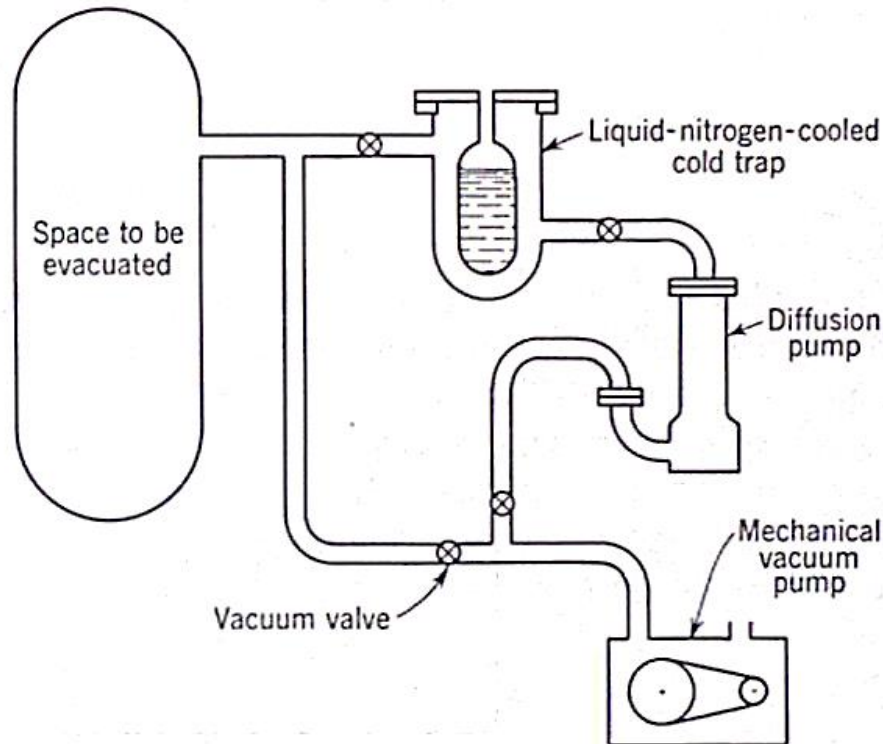 Liquid-nitrogen-cooled
cold trap
Space to be
evacuated
Diffusion
pump
Mechanical
vacuum
pump
Vacuum valve